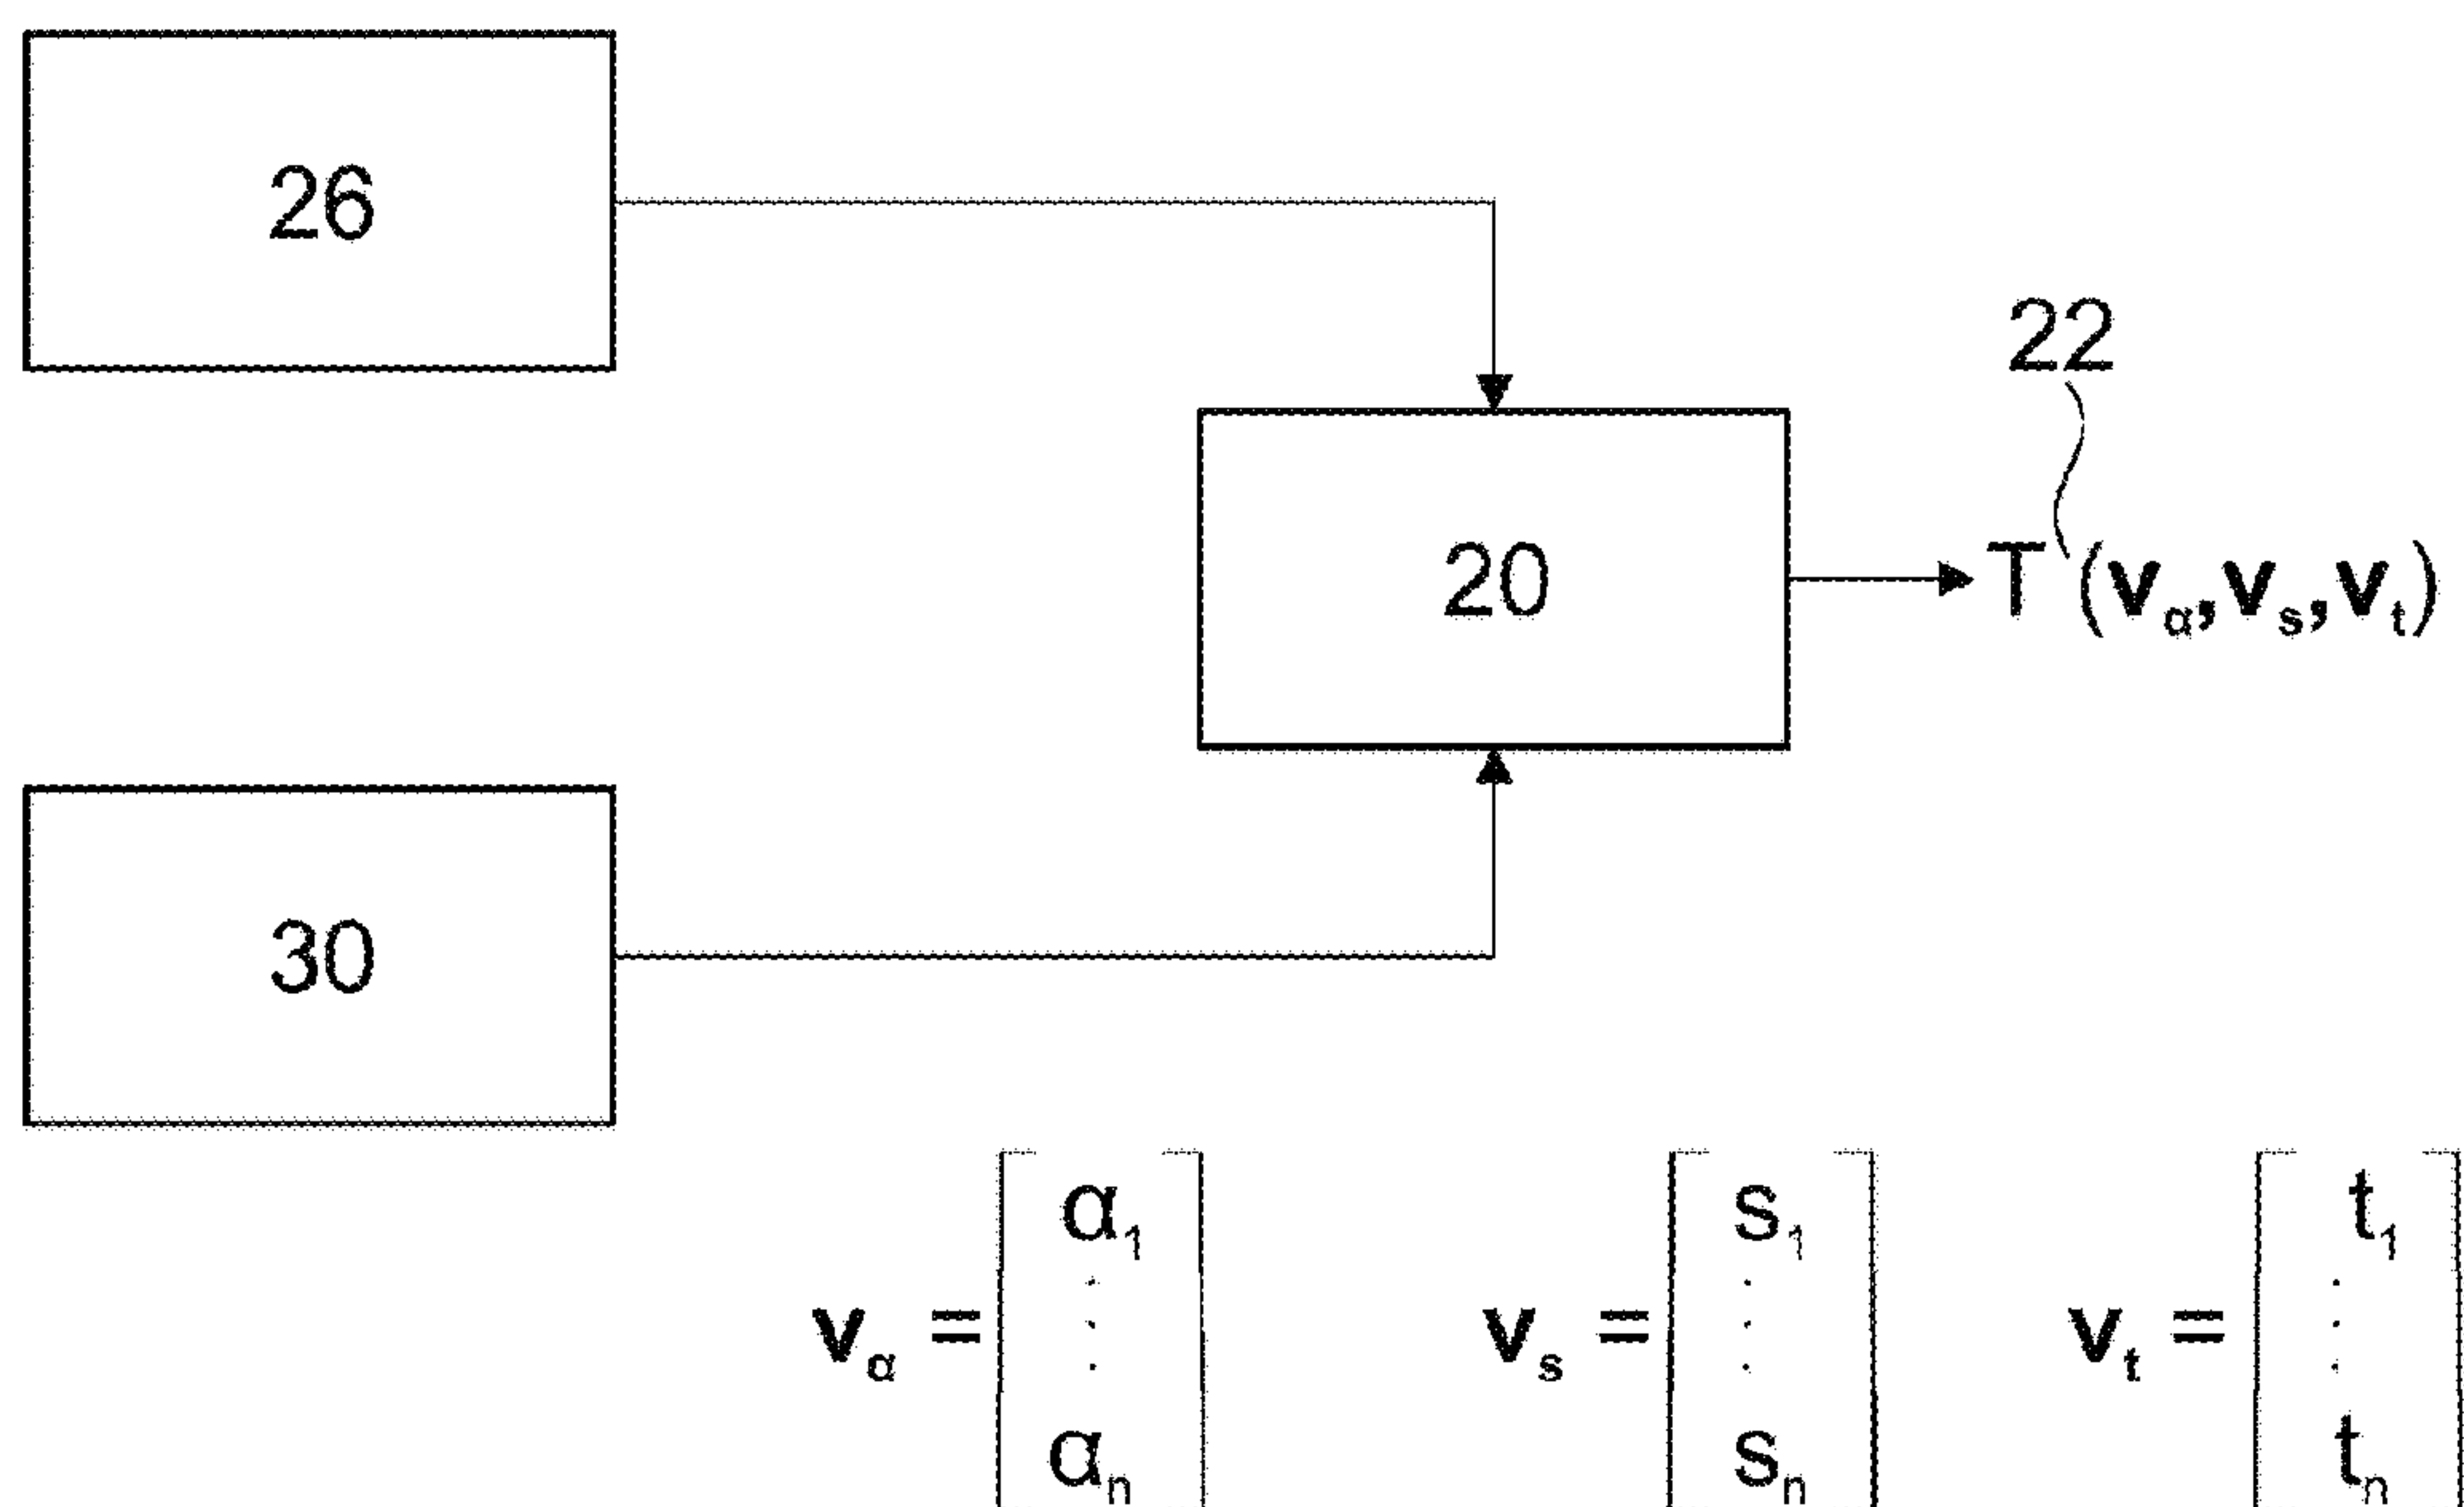 26
22
20
T (vα,vs,vt)
30
vα = [α1 . . . αn] vs = [s1 . . . sn] vt = [t1 . . . tn]